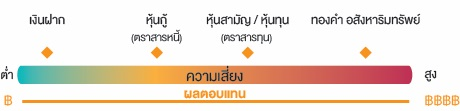 เงินฝาก
หุ้นกู้
(ตราสารหนี้)
หุ้นสามัญ / หุ้นทุน
(ตราสารทุน)
ทองคำ อสังหาริมทรัพย์
ต่ำ
ความเสี่ยง
สูง
฿
ผลตอบแทน
฿฿฿฿